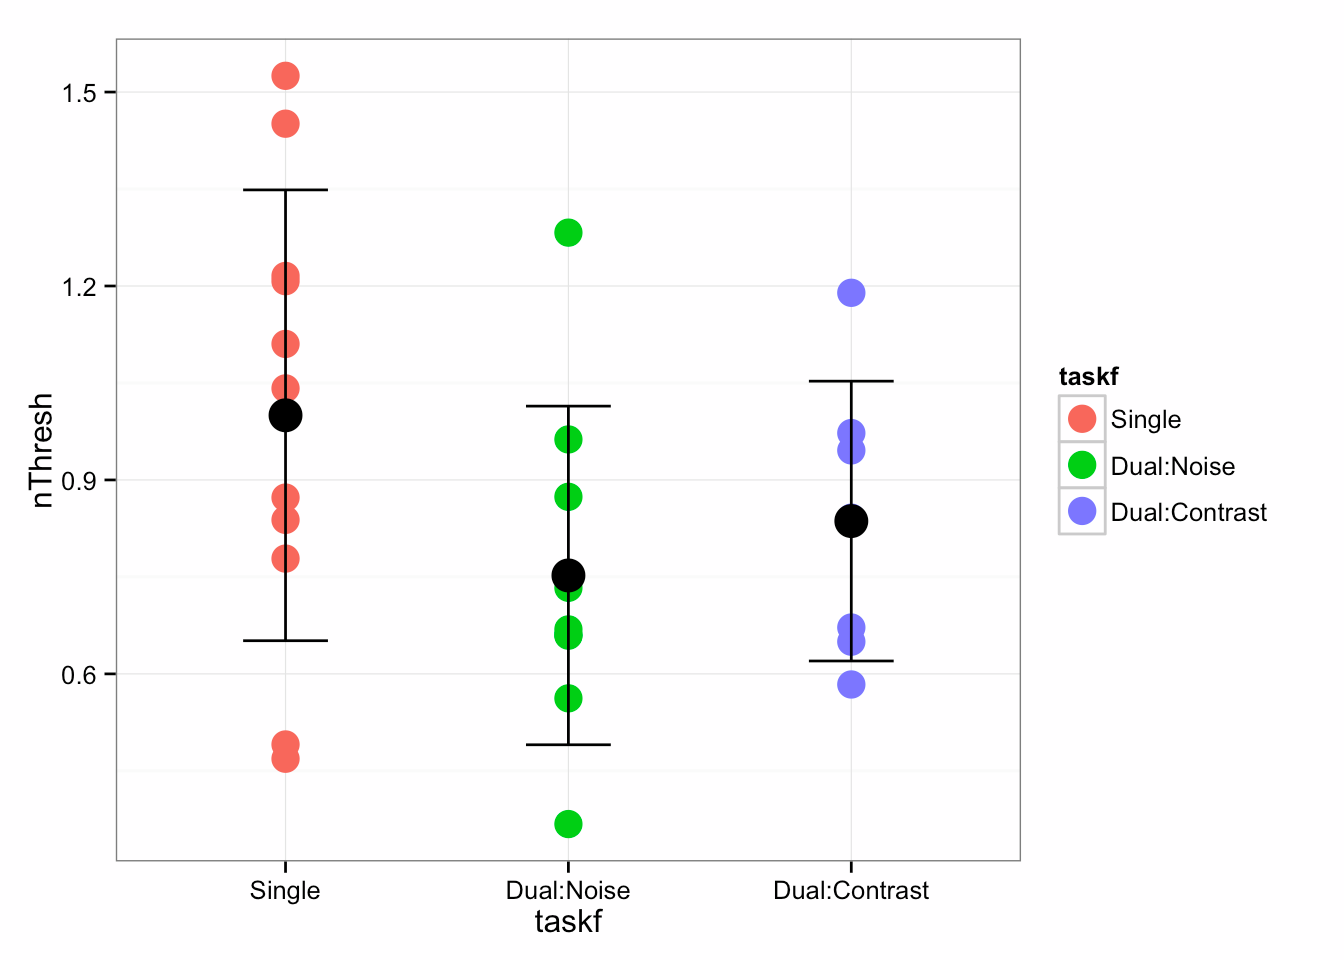 1.5
1.2
0.9
0.6
nThresh
Single
Dual:Noise
Dual:Contrast
taskf
taskf
Single
Dual:Noise
Dual:Contrast